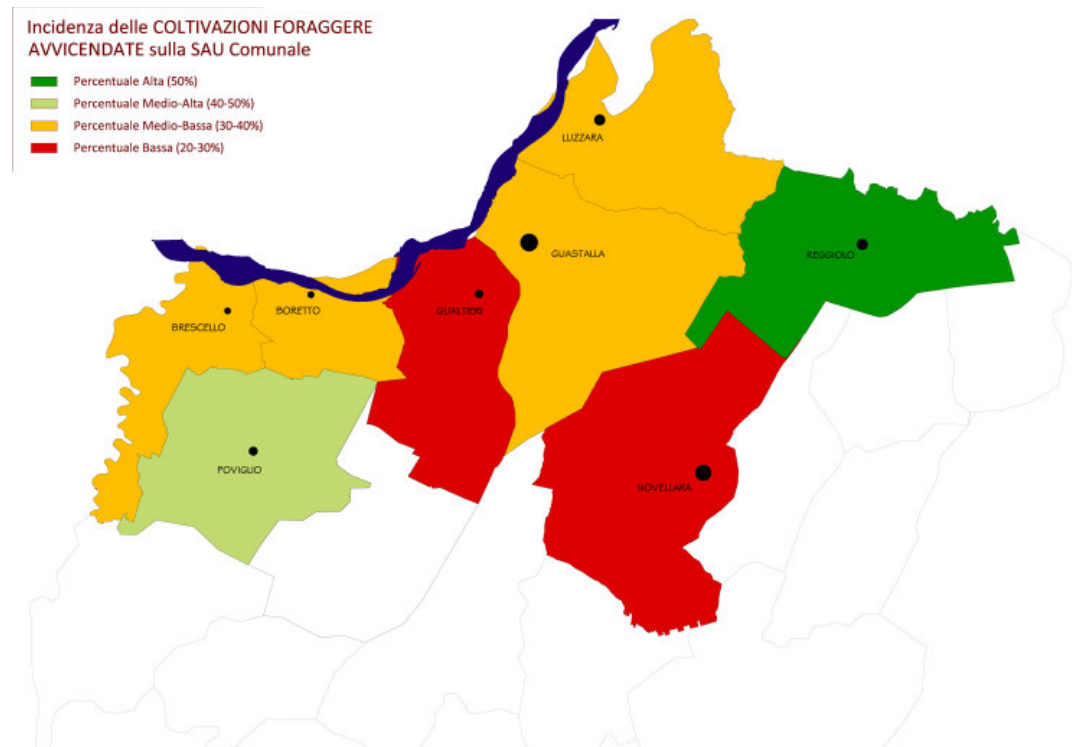 Incidenza delle COLTIVAZIONI FORAGGERE
AVVICENDATE sulla SAU Comunale
Percentuale Alta (50%)
Percentuale Medio-Alta (40-50%)
Percentuale Medio-Bassa (30-40%)
Percentuale Bassa (20-30%)
LUZZARA
GUASTALLA
REGGIOLO
BORETTO
GUALTIERI
BRESCELLO
POVIGLIO
NOVELLARA